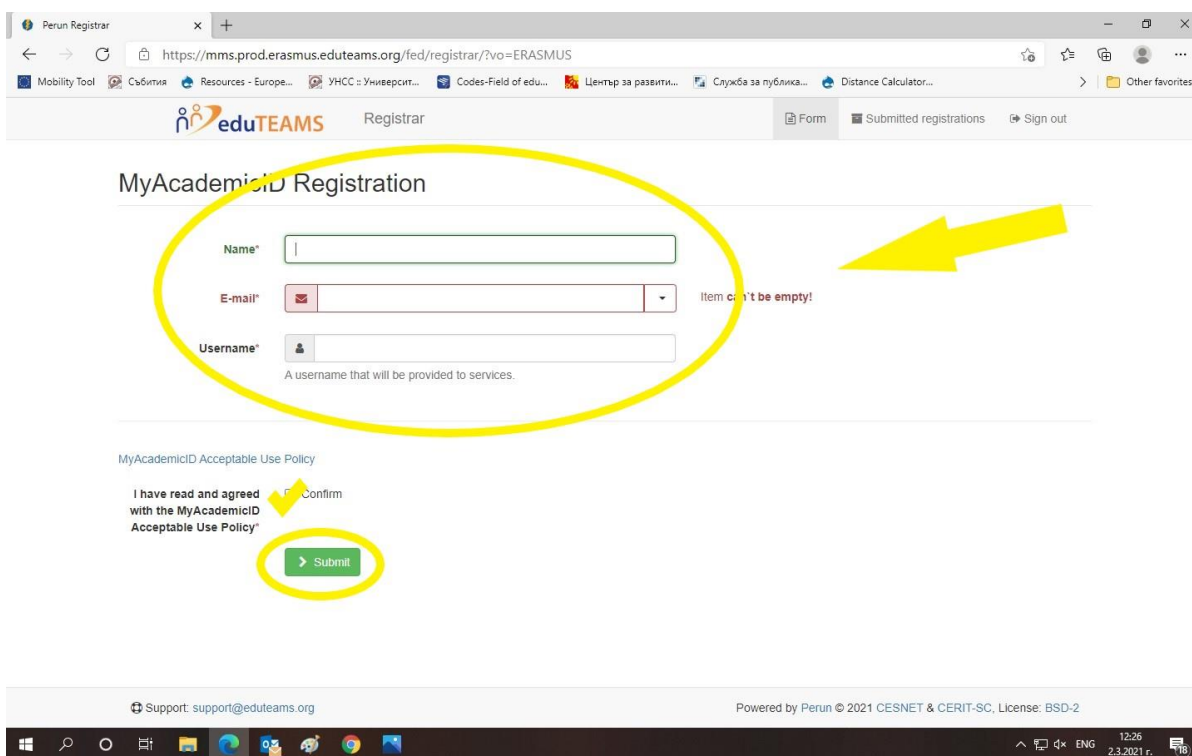 Perun Registrar
https://mms.prod.erasmus.eduteams.org/fed/registrar/?vo=ERASMUS
Mobility Tool Събития Resources - Europe... УНСС :: Университ... Codes-Field of edu... Център за развити... Служба за публика... Distance Calculator... Other favorites
eduTEAMS Registrar Form Submitted registrations Sign out
MyAcademicID Registration
Name*
E-mail* Item can`t be empty!
Username*
A username that will be provided to services.
MyAcademicID Acceptable Use Policy
I have read and agreed Confirm
with the MyAcademicID
Acceptable Use Policy*
Submit
Support: support@eduteams.org Powered by Perun © 2021 CESNET & CERIT-SC, License: BSD-2
ENG 12:26
2.3.2021 г. 18